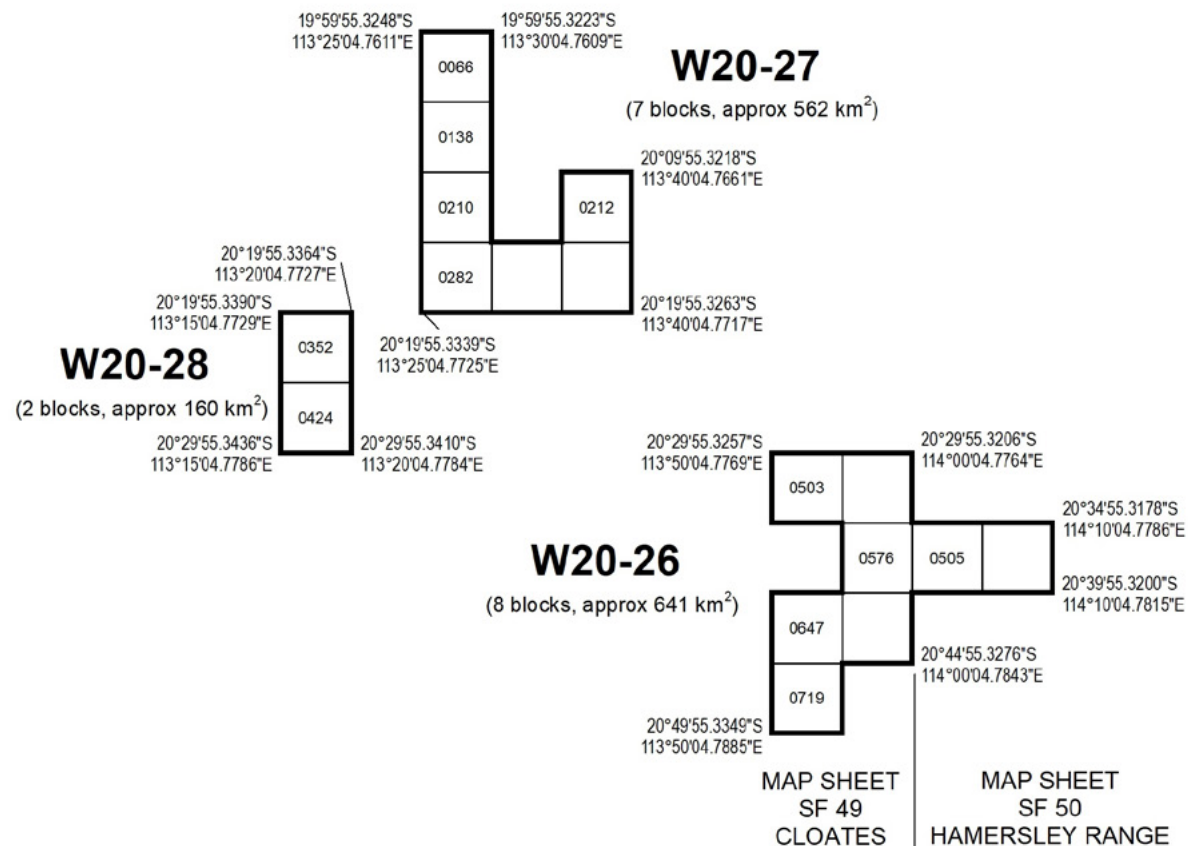 19°59'55.3248"S
113°25'04.7611"E
19°59'55.3223"S
113°30'04.7609"E
W20-27
(7 blocks, approx 562 km²)
0066
0138
0210
0282
20°09'55.3218"S
113°40'04.7661"E
0212
20°19'55.3263"S
113°40'04.7717"E
20°19'55.3339"S
113°25'04.7725"E
20°19'55.3364"S
113°20'04.7727"E
20°19'55.3390"S
113°15'04.7729"E
W20-28
(2 blocks, approx 160 km²)
0352
0424
20°29'55.3436"S
113°15'04.7786"E
20°29'55.3410"S
113°20'04.7784"E
20°29'55.3257"S
113°50'04.7769"E
20°29'55.3206"S
114°00'04.7764"E
0503
W20-26
(8 blocks, approx 641 km²)
0576
0505
20°34'55.3178"S
114°10'04.7786"E
20°39'55.3200"S
114°10'04.7815"E
0647
0719
20°44'55.3276"S
114°00'04.7843"E
20°49'55.3349"S
113°50'04.7885"E
MAP SHEET
SF 49
CLOATES
MAP SHEET
SF 50
HAMERSLEY RANGE